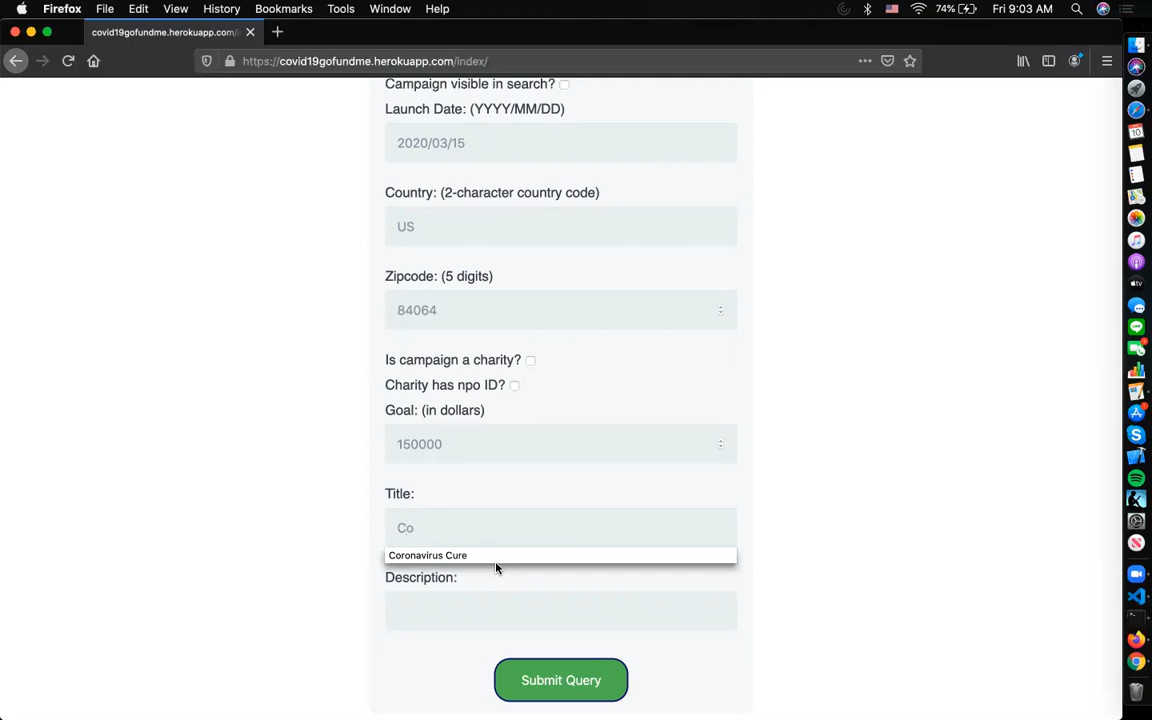 Firefox File Edit View History Bookmarks Tools Window Help 74% Fri 9:03 AM
covid19gofundme.herokuapp.com/i
https://covid19gofundme.herokuapp.com/index/
Campaign visible in search?
Launch Date: (YYYY/MM/DD)
2020/03/15
Country: (2-character country code)
US
Zipcode: (5 digits)
84064
Is campaign a charity?
Charity has npo ID?
Goal: (in dollars)
150000
Title:
Co
Coronavirus Cure
Description:
Submit Query